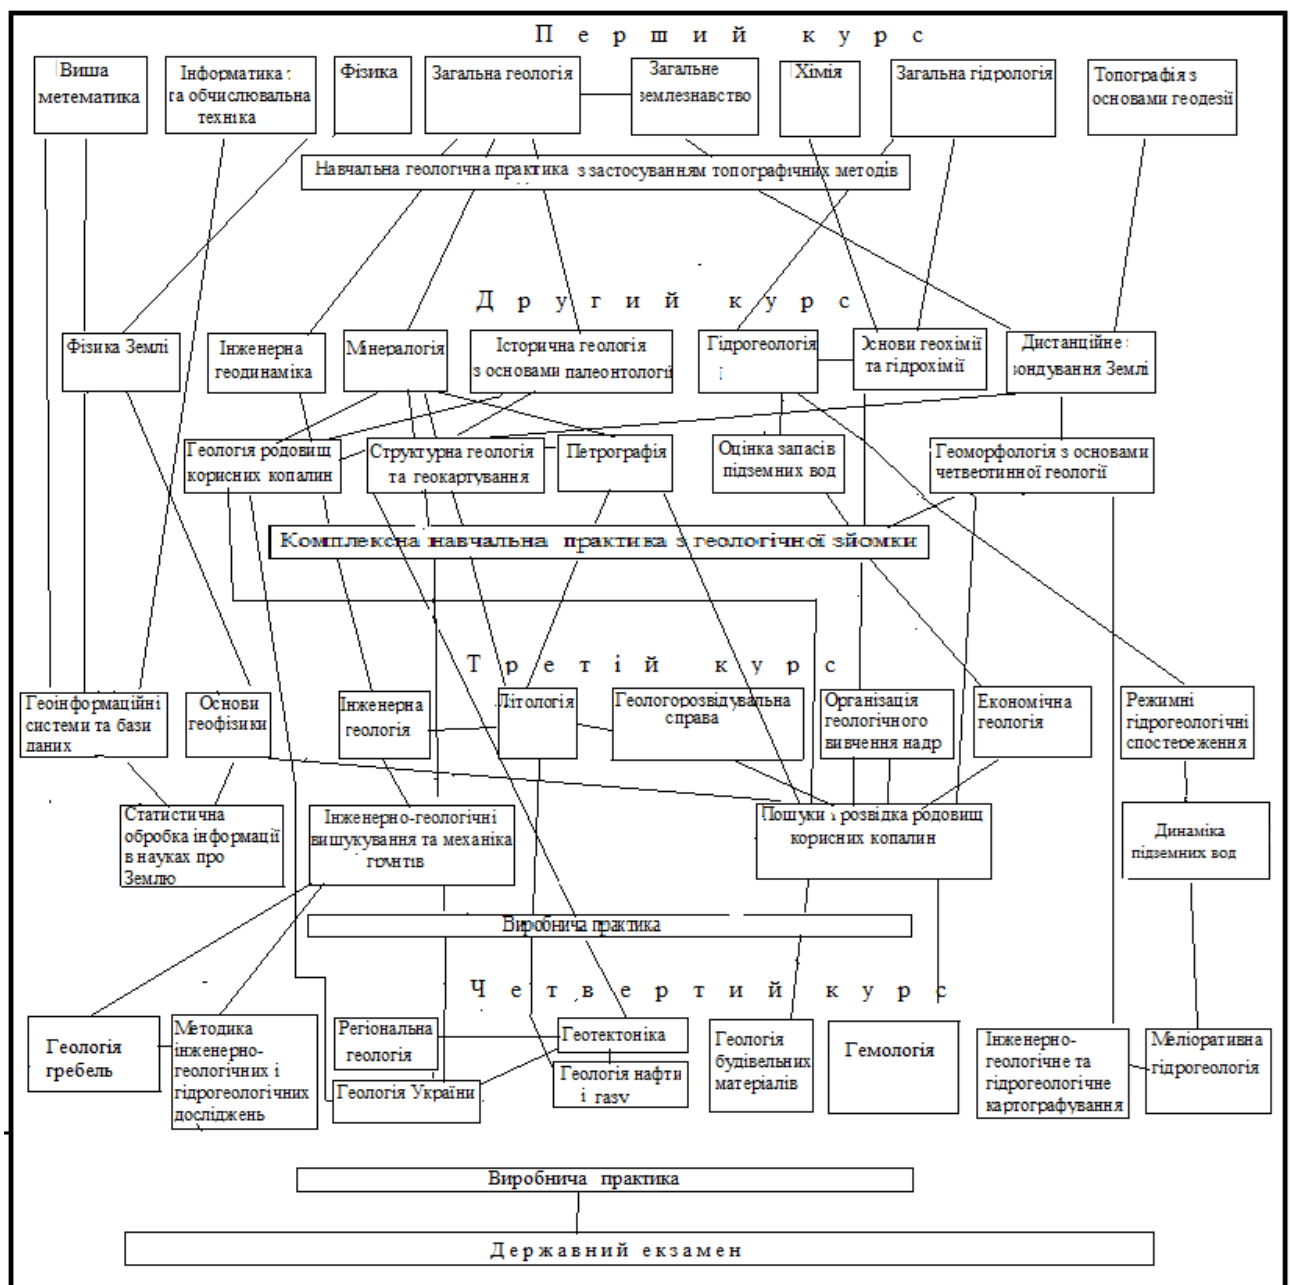 Перший курс
Виша
метематика
Інформатика
та обчислювальна
техніка
Фізика
Загальна геологія
Загальне
землезнавство
Хімія
Загальна гідрологія
Топографія з
основами геодезії
Навчальна геологічна практика з застосуванням топографічних методів
Другий курс
Фізика Землі
Інженерна
геодинаміка
Мінералогія
Історична геологія
з основами палеонтології
Гідрогеологія
Основи геохімії
та гідрохімії
Дистанційне
зондування Землі
Геологія родовищ
корисних копалин
Структурна геологія
та геокартування
Петрографія
Оцінка запасів
підземних вод
Геоморфологія з основами
четвертинної геології
Комплексна навчальна практика з геологічної зйомки
Третій курс
Геоінформаційні
системи та бази
даних
Основи
геофізики
Інженерна
геологія
Літологія
Геологорозвідувальна
справа
Організація
геологічного
вивчення надр
Економічна
геологія
Режимні
гідрогеологічні
спостереження
Статистична
обробка інформації
в науках про
Землю
Інженерно-геологічні
вишукування та механіка
ґрунтів
Пошуки і розвідка родовищ
корисних копалин
Динаміка
підземних вод
Виробнича практика
Четвертий курс
Геологія
гребель
Методика
інженерно-
геологічних і
гідрогеологічних
досліджень
Регіональна
геологія
Геологія України
Геотектоніка
Геологія нафти
і газу
Геологія
будівельних
матеріалів
Гемологія
Інженерно-
геологічне та
гідрогеологічне
картографування
Меліоративна
гідрогеологія
Виробнича практика
Державний екзамен